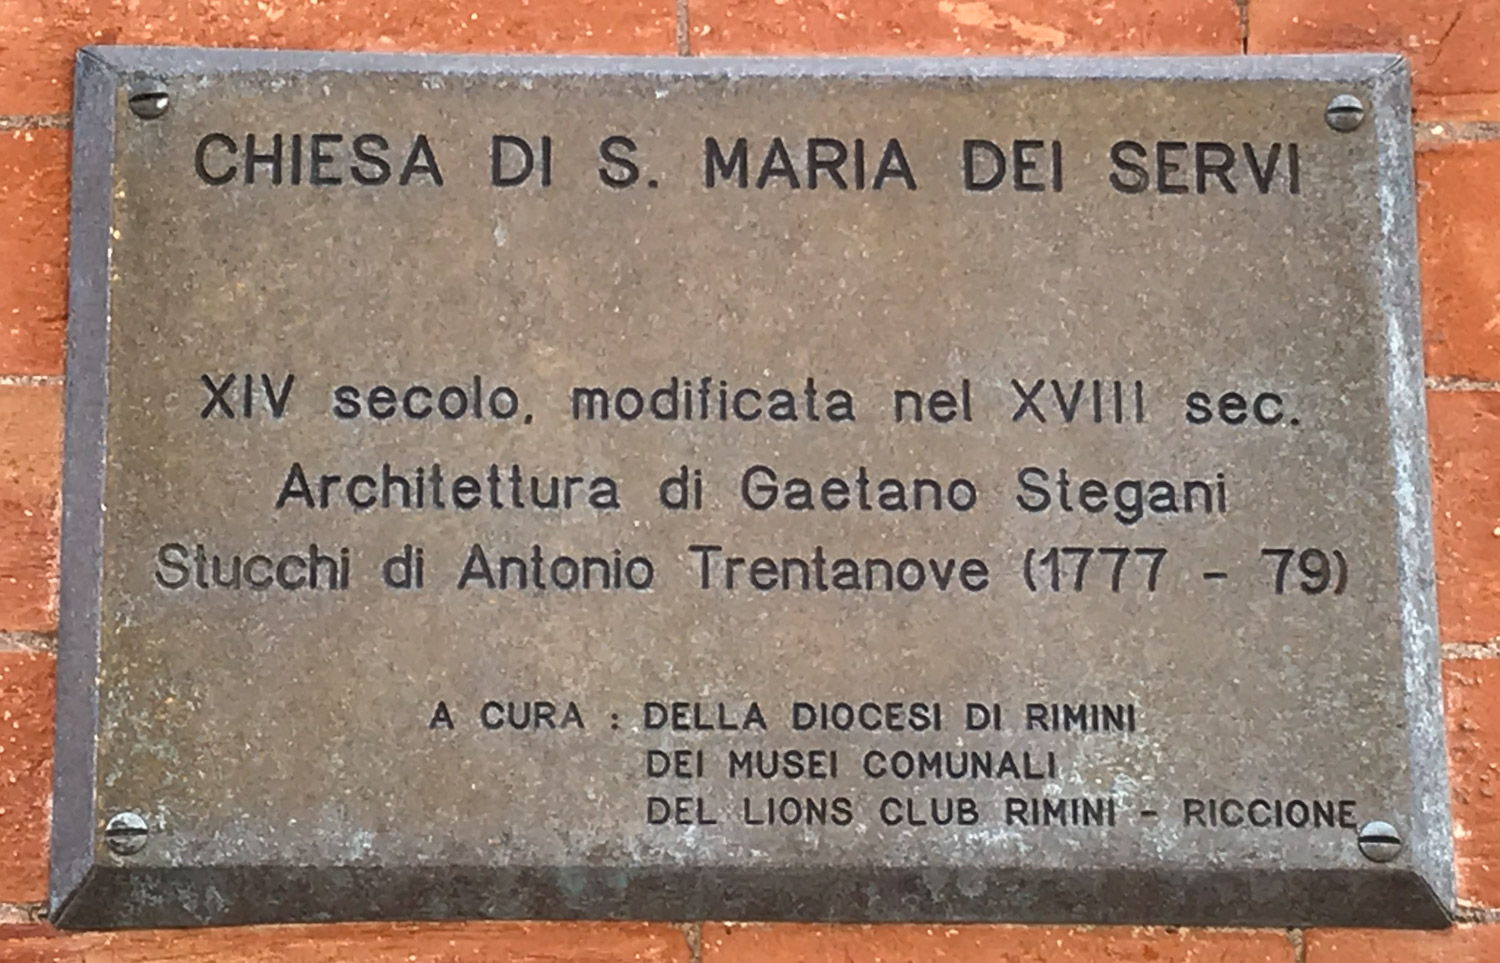 CHIESA DI S. MARIA DEI SERVI
XIV secolo, modificata nel XVIII sec.
Architettura di Gaetano Stegani
Stucchi di Antonio Trentanove (1777 - 79)
A CURA : DELLA DIOCESI DI RIMINI
DEI MUSEI COMUNALI
DEL LIONS CLUB RIMINI - RICCIONE